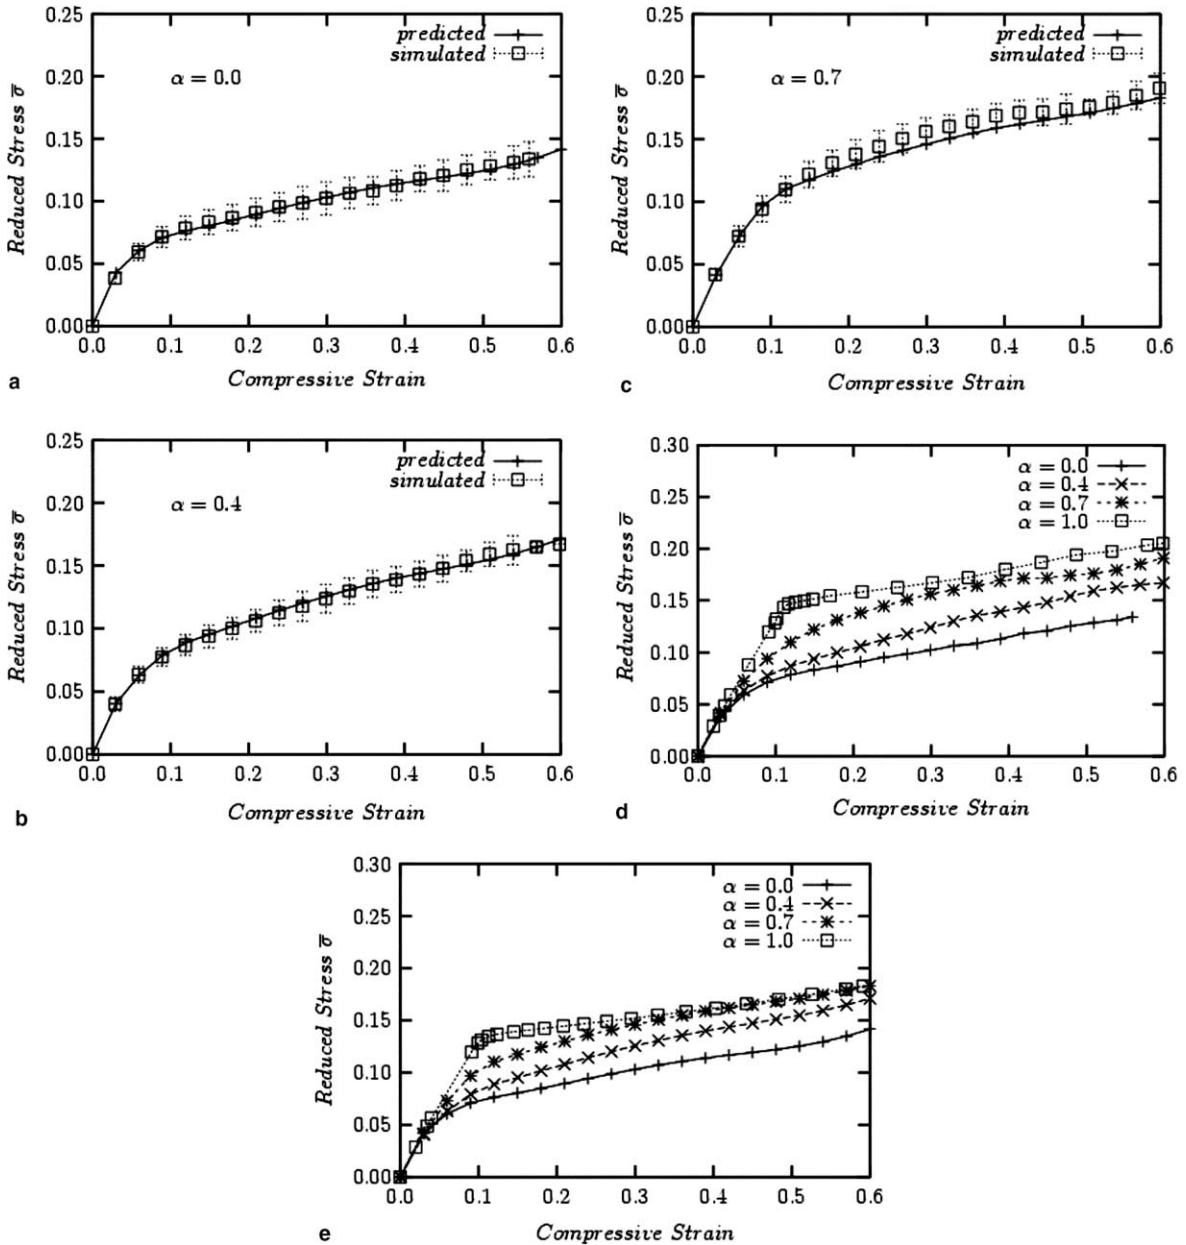 0.25
0.20
0.15
0.10
0.05
0.00
Reduced Stress σ̅
predicted
simulated
α = 0.0
0.0 0.1 0.2 0.3 0.4 0.5 0.6
Compressive Strain
a
0.25
0.20
0.15
0.10
0.05
0.00
Reduced Stress σ̅
predicted
simulated
α = 0.7
0.0 0.1 0.2 0.3 0.4 0.5 0.6
Compressive Strain
c
0.25
0.20
0.15
0.10
0.05
0.00
Reduced Stress σ̅
predicted
simulated
α = 0.4
0.0 0.1 0.2 0.3 0.4 0.5 0.6
Compressive Strain
b
0.30
0.25
0.20
0.15
0.10
0.05
0.00
Reduced Stress σ̅
α = 0.0
α = 0.4
α = 0.7
α = 1.0
0.0 0.1 0.2 0.3 0.4 0.5 0.6
Compressive Strain
d
0.30
0.25
0.20
0.15
0.10
0.05
0.00
Reduced Stress σ̅
α = 0.0
α = 0.4
α = 0.7
α = 1.0
0.0 0.1 0.2 0.3 0.4 0.5 0.6
Compressive Strain
e